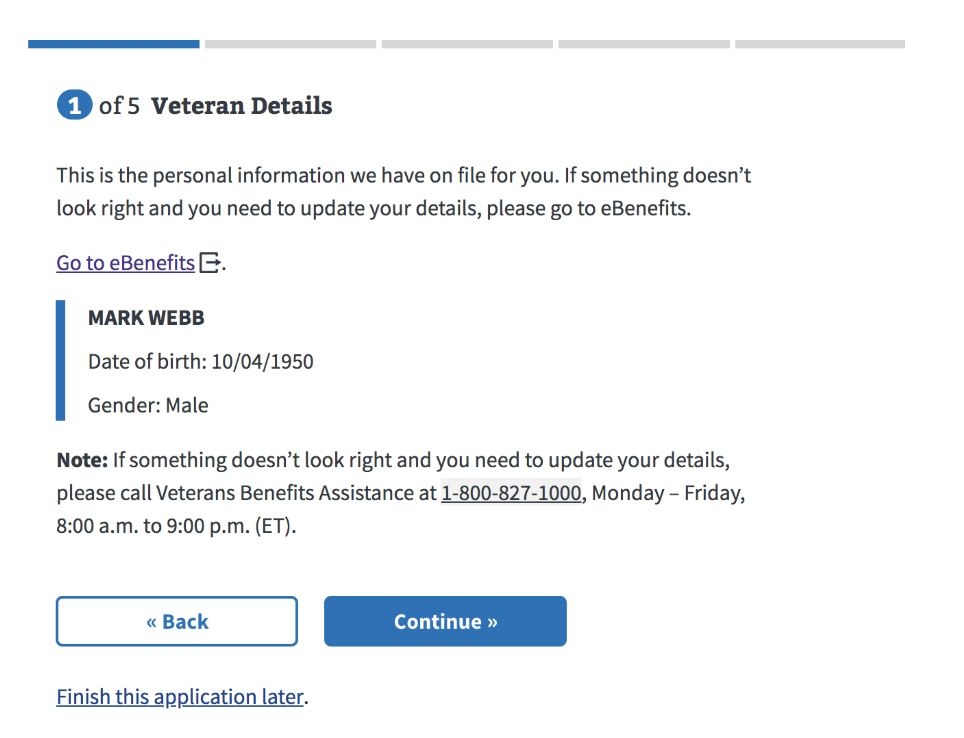 1 of 5 Veteran Details
This is the personal information we have on file for you. If something doesn’t
look right and you need to update your details, please go to eBenefits.
Go to eBenefits.
MARK WEBB
Date of birth: 10/04/1950
Gender: Male
Note: If something doesn’t look right and you need to update your details,
please call Veterans Benefits Assistance at 1-800-827-1000, Monday – Friday,
8:00 a.m. to 9:00 p.m. (ET).
« Back
Continue »
Finish this application later.